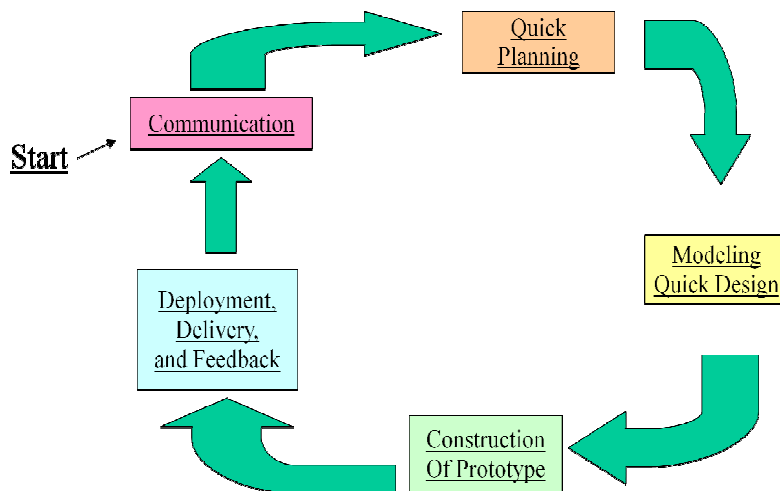 Quick
Planning
Communication
Start
Modeling
Quick Design
Deployment,
Delivery,
and Feedback
Construction
Of Prototype